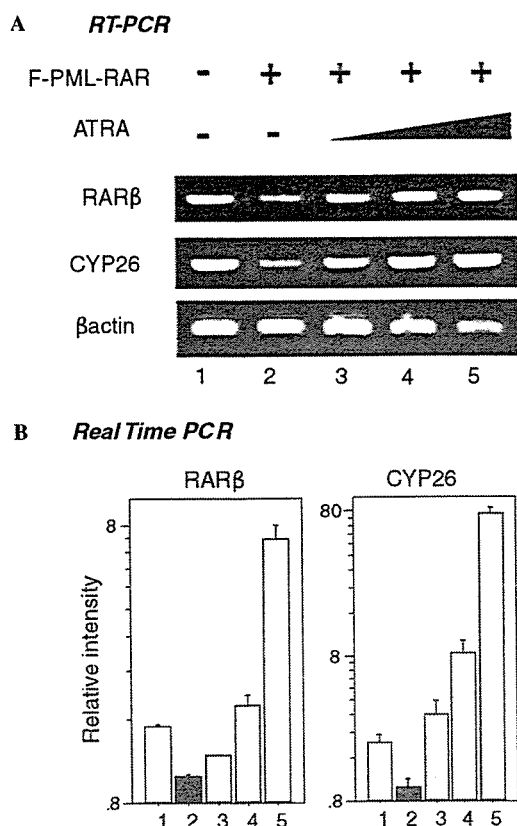 A RT-PCR
F-PML-RAR - + + + +
ATRA - -
RARβ
CYP26
βactin
1 2 3 4 5
B Real Time PCR
RARβ CYP26
Relative intensity
8
.8
1 2 3 4 5
80
8
.8
1 2 3 4 5